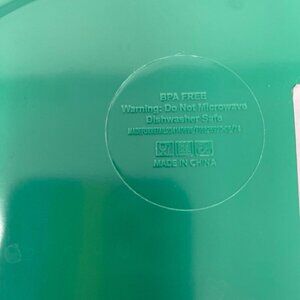 BPA FREE
Warning: Do Not Microwave
Dishwasher Safe
MADE IN CHINA